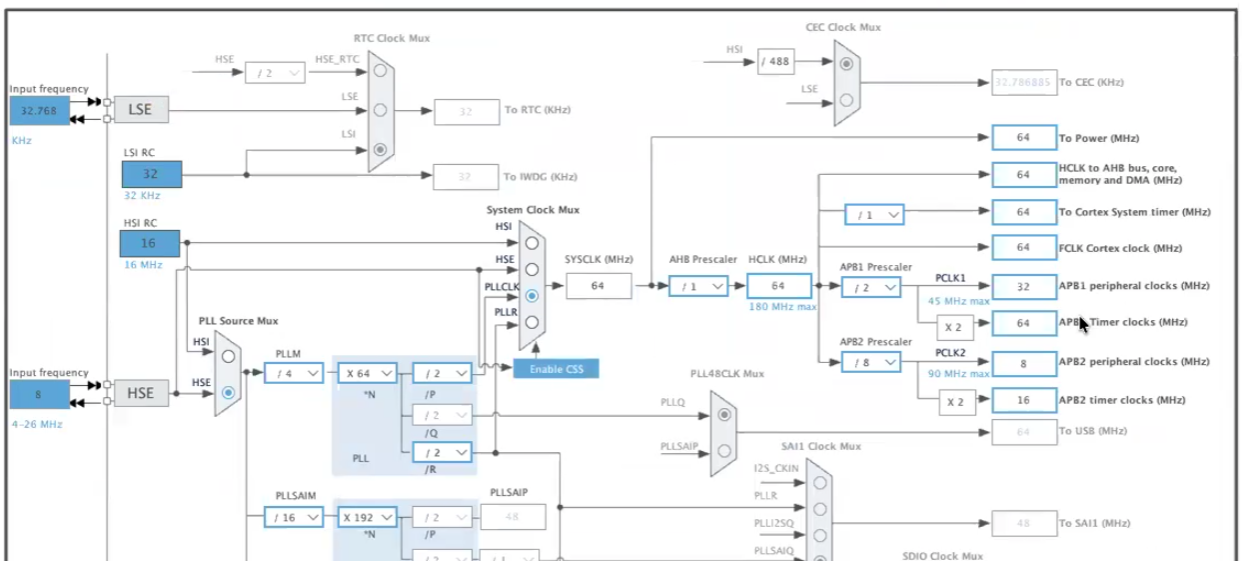 CEC Clock Mux
RTC Clock Mux
HSE / 2 HSE_RTC
HSI / 488
32.786885 To CEC (KHz)
LSE
Input frequency
32.768
KHz
LSE
LSE
32 To RTC (KHz)
LSI
64 To Power (MHz)
LSI RC
32
32 KHz
32 To IWDG (KHz)
64 HCLK to AHB bus, core,
memory and DMA (MHz)
System Clock Mux
/ 1 64 To Cortex System timer (MHz)
HSI RC
16
16 MHz
HSI
HSE
PLLCLK
PLLR
SYSCLK (MHz)
64
AHB Prescaler
/ 1
HCLK (MHz)
64
180 MHz max
64 FCLK Cortex clock (MHz)
APB1 Prescaler
/ 2
PCLK1
45 MHz max
32 APB1 peripheral clocks (MHz)
X 2
64 Timer clocks (MHz)
APB2 Prescaler
/ 8
PCLK2
90 MHz max
8 APB2 peripheral clocks (MHz)
X 2
16 APB2 timer clocks (MHz)
Enable CSS
PLL Source Mux
HSI
HSE
Input frequency
8
4-26 MHz
HSE
PLLM
/ 4
X 64
*N
/ 2
/P
/ 2
/Q
/ 2
/R
PLL
PLL48CLK Mux
PLLQ
PLLSAIP
64 To USB (MHz)
SAI1 Clock Mux
I2S_CKIN
PLLR
PLLI2SQ
PLLSAIQ
48 To SAI1 (MHz)
PLLSAIM
/ 16
X 192
*N
/ 2
/P
PLLSAIP
48
SDIO Clock Mux